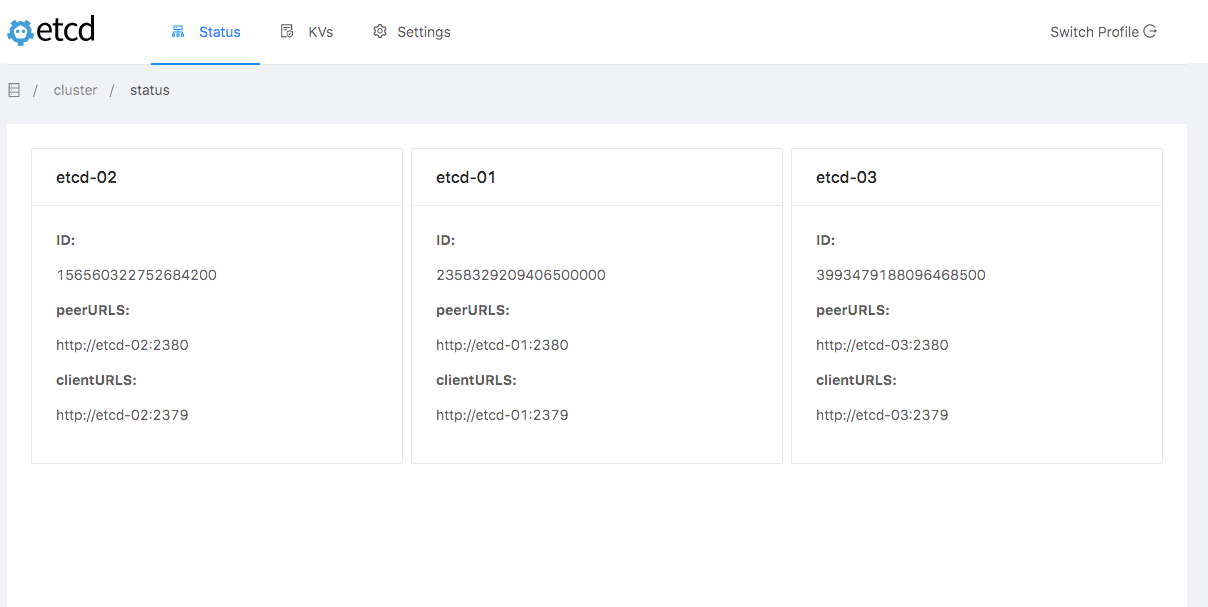 etcd Status KVs Settings Switch Profile
/ cluster / status
etcd-02
ID:
156560322752684200
peerURLS:
http://etcd-02:2380
clientURLS:
http://etcd-02:2379
etcd-01
ID:
2358329209406500000
peerURLS:
http://etcd-01:2380
clientURLS:
http://etcd-01:2379
etcd-03
ID:
3993479188096468500
peerURLS:
http://etcd-03:2380
clientURLS:
http://etcd-03:2379